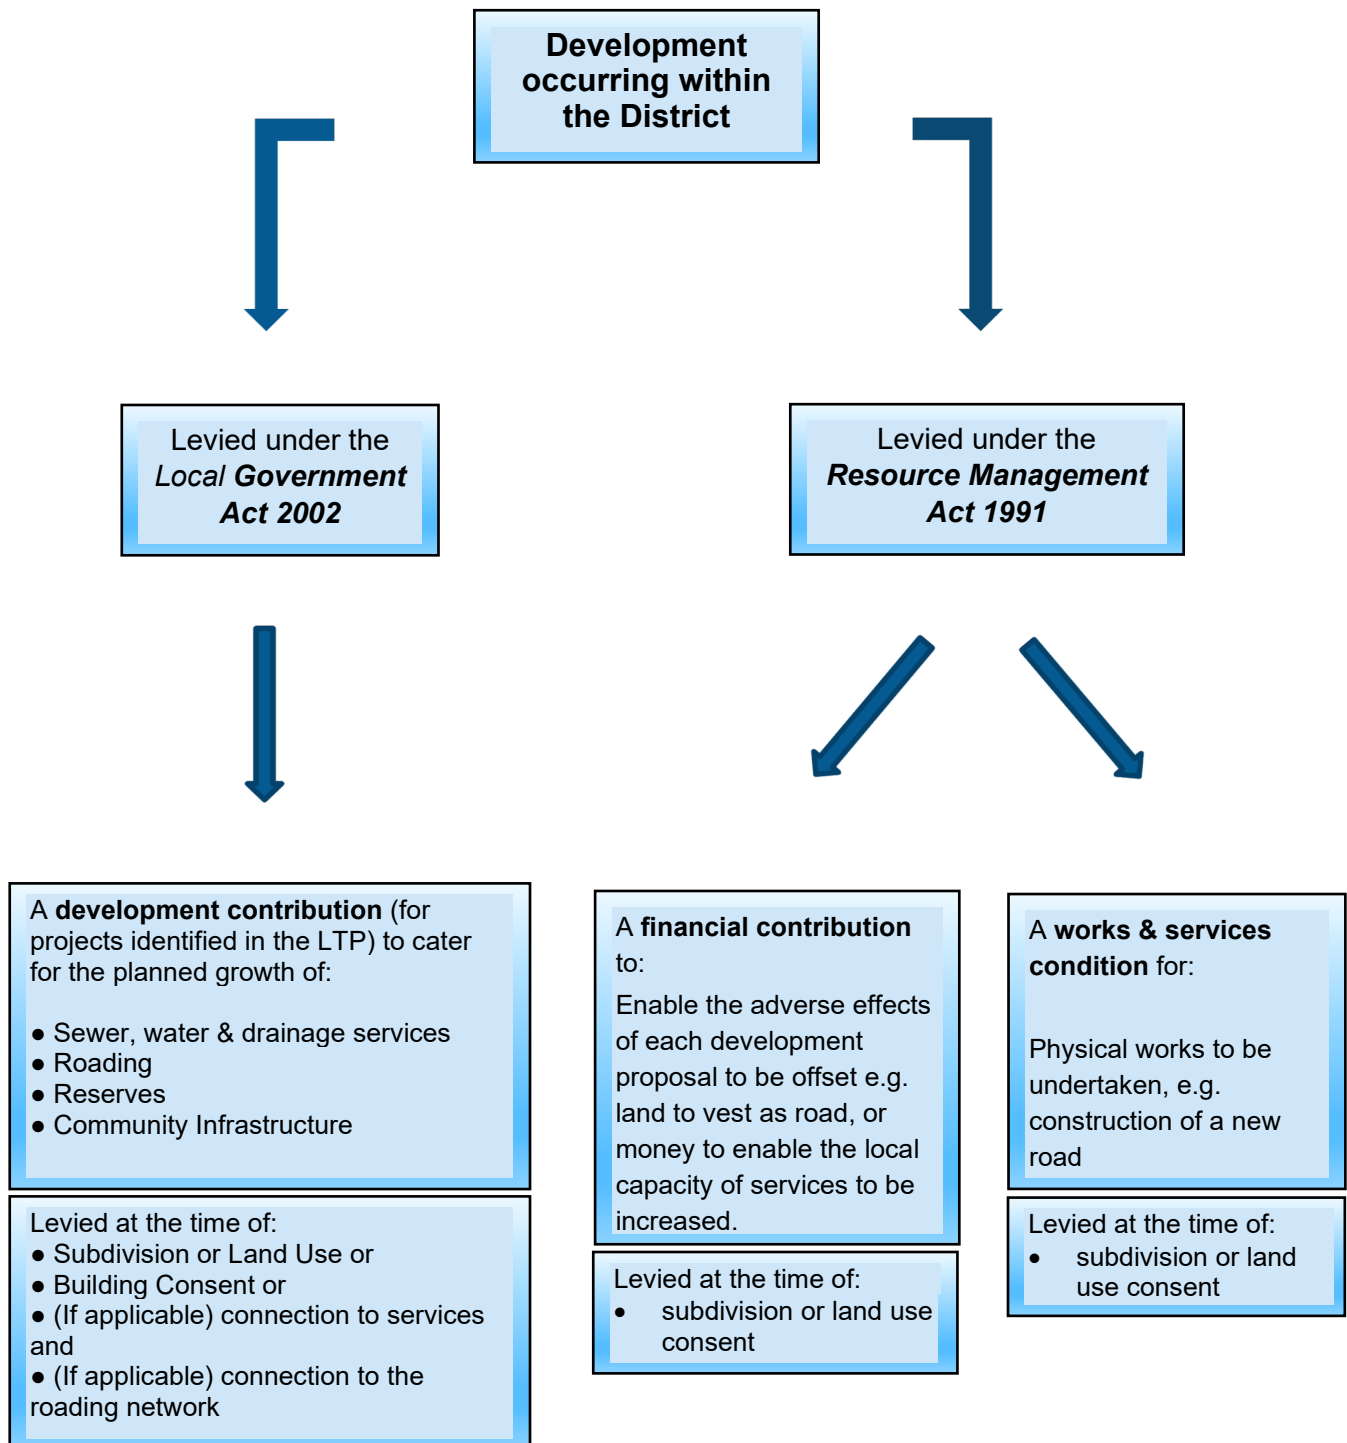 Development
occurring within
the District
Levied under the
Local Government
Act 2002
Levied under the
Resource Management
Act 1991
A development contribution (for
projects identified in the LTP) to cater
for the planned growth of:
● Sewer, water & drainage services
● Roading
● Reserves
● Community Infrastructure
Levied at the time of:
● Subdivision or Land Use or
● Building Consent or
● (If applicable) connection to services
and
● (If applicable) connection to the
roading network
A financial contribution
to:
Enable the adverse effects
of each development
proposal to be offset e.g.
land to vest as road, or
money to enable the local
capacity of services to be
increased.
Levied at the time of:
• subdivision or land use
consent
A works & services
condition for:
Physical works to be
undertaken, e.g.
construction of a new
road
Levied at the time of:
• subdivision or land
use consent